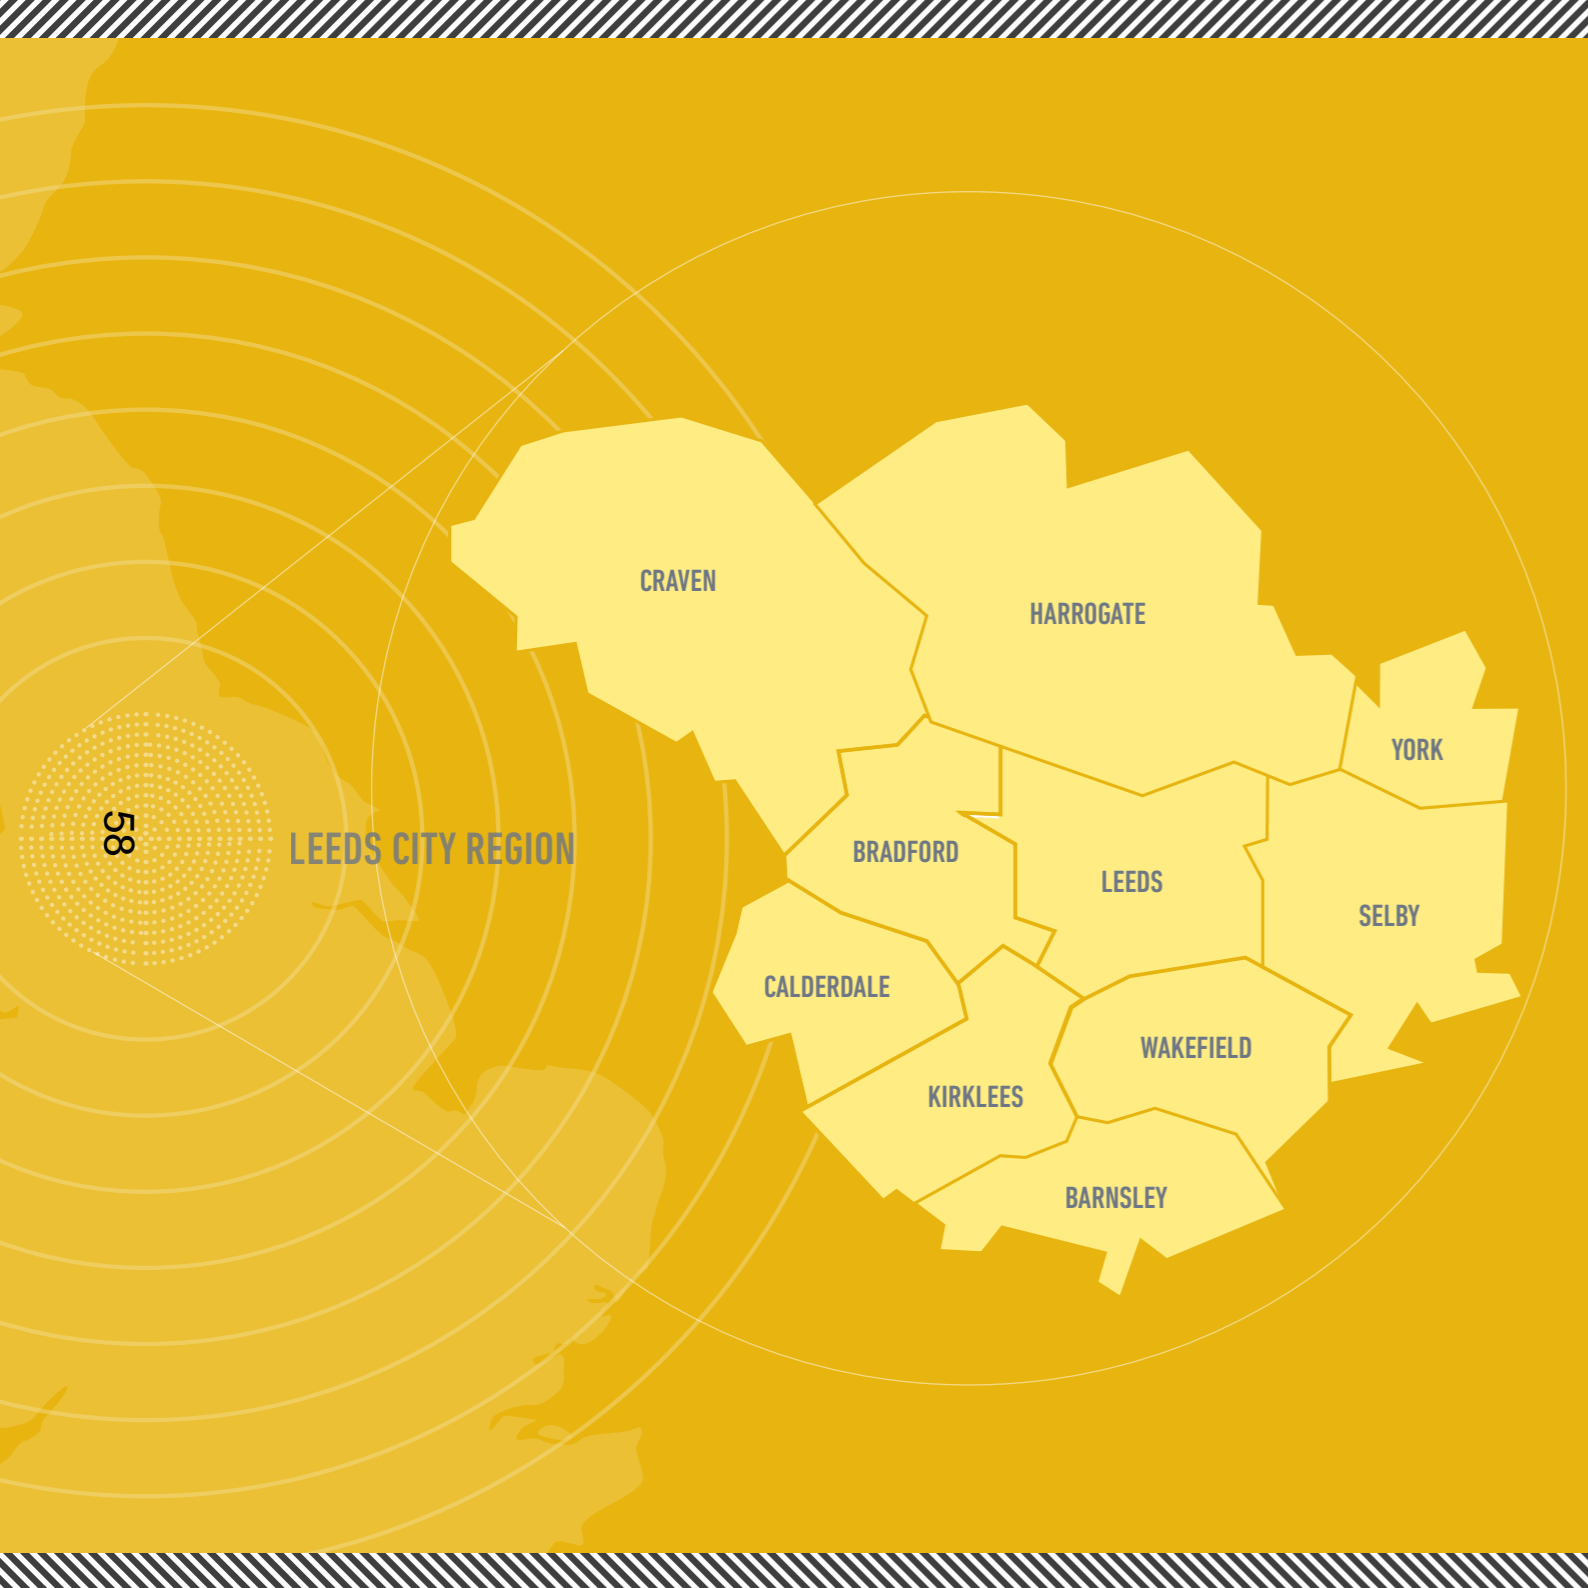 CRAVEN
HARROGATE
YORK
BRADFORD
LEEDS
SELBY
58
LEEDS CITY REGION
CALDERDALE
WAKEFIELD
KIRKLEES
BARNSLEY